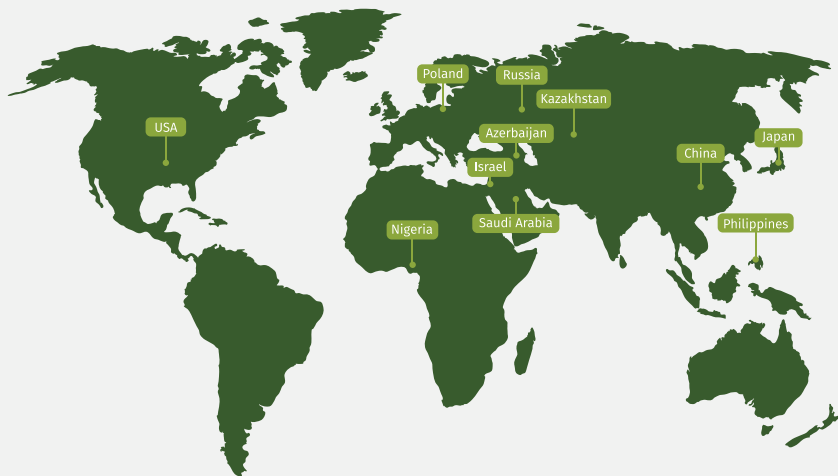 Poland
Russia
Kazakhstan
USA
Azerbaijan
Japan
China
Israel
Saudi Arabia
Philippines
Nigeria